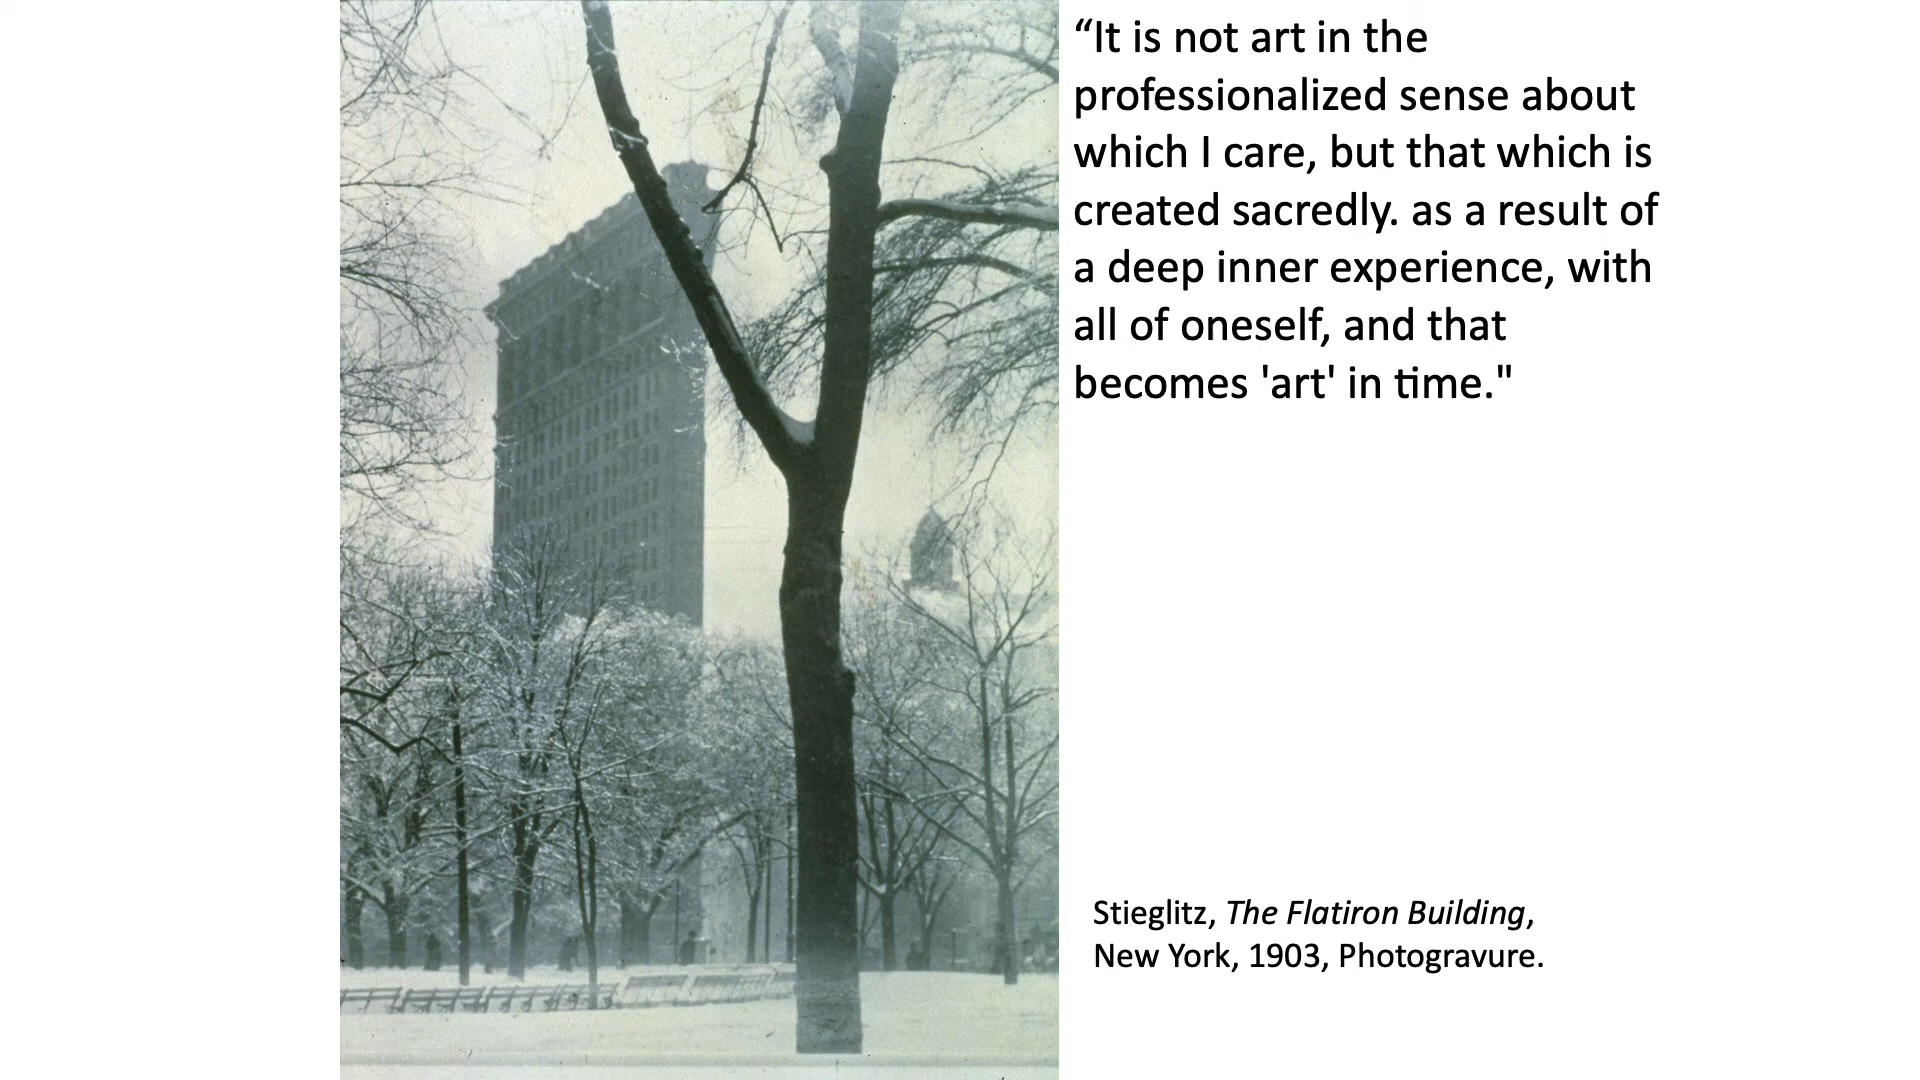 “It is not art in the
professionalized sense about
which I care, but that which is
created sacredly. as a result of
a deep inner experience, with
all of oneself, and that
becomes 'art' in time."
Stieglitz, The Flatiron Building,
New York, 1903, Photogravure.